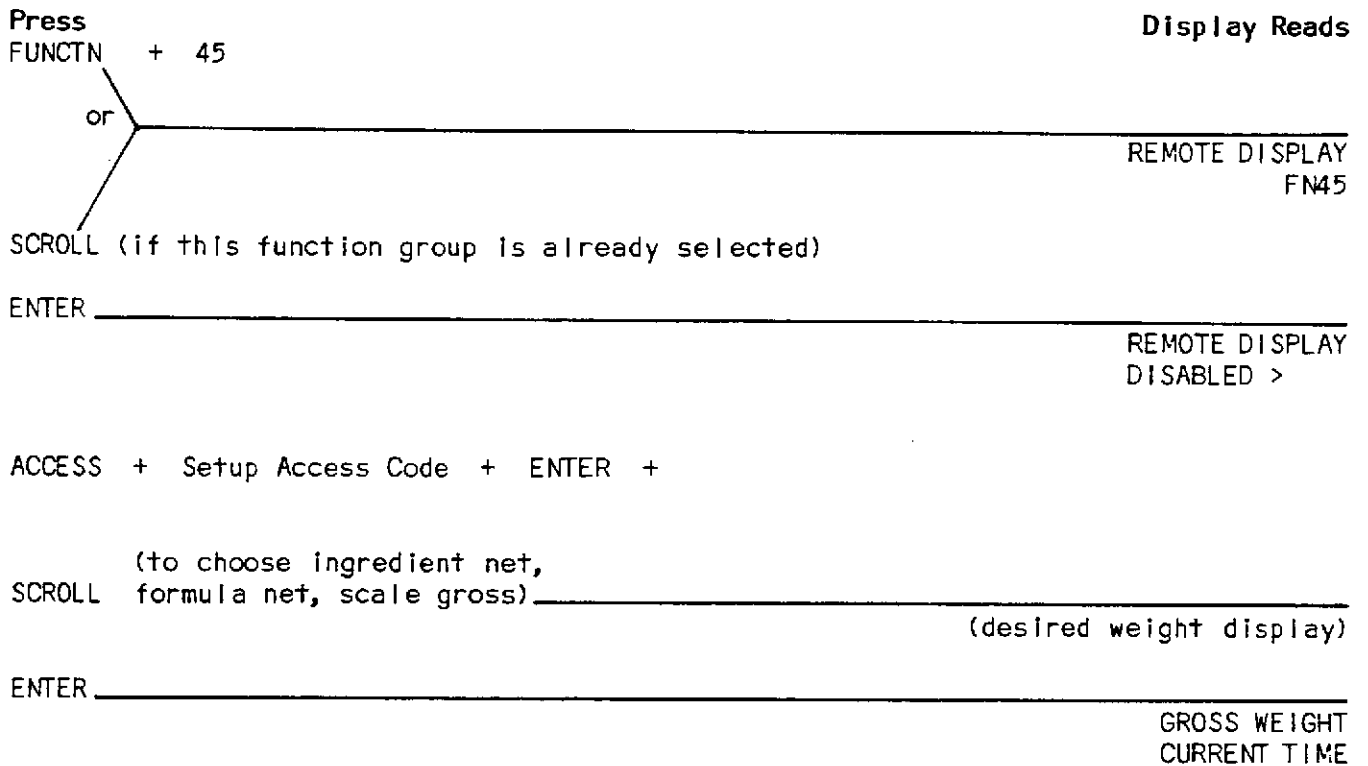 Press Display Reads
FUNCTN + 45
or
REMOTE DISPLAY
FN45
SCROLL (if this function group is already selected)
ENTER
REMOTE DISPLAY
DISABLED >
ACCESS + Setup Access Code + ENTER +
(to choose ingredient net,
SCROLL formula net, scale gross)
(desired weight display)
ENTER
GROSS WEIGHT
CURRENT TIME